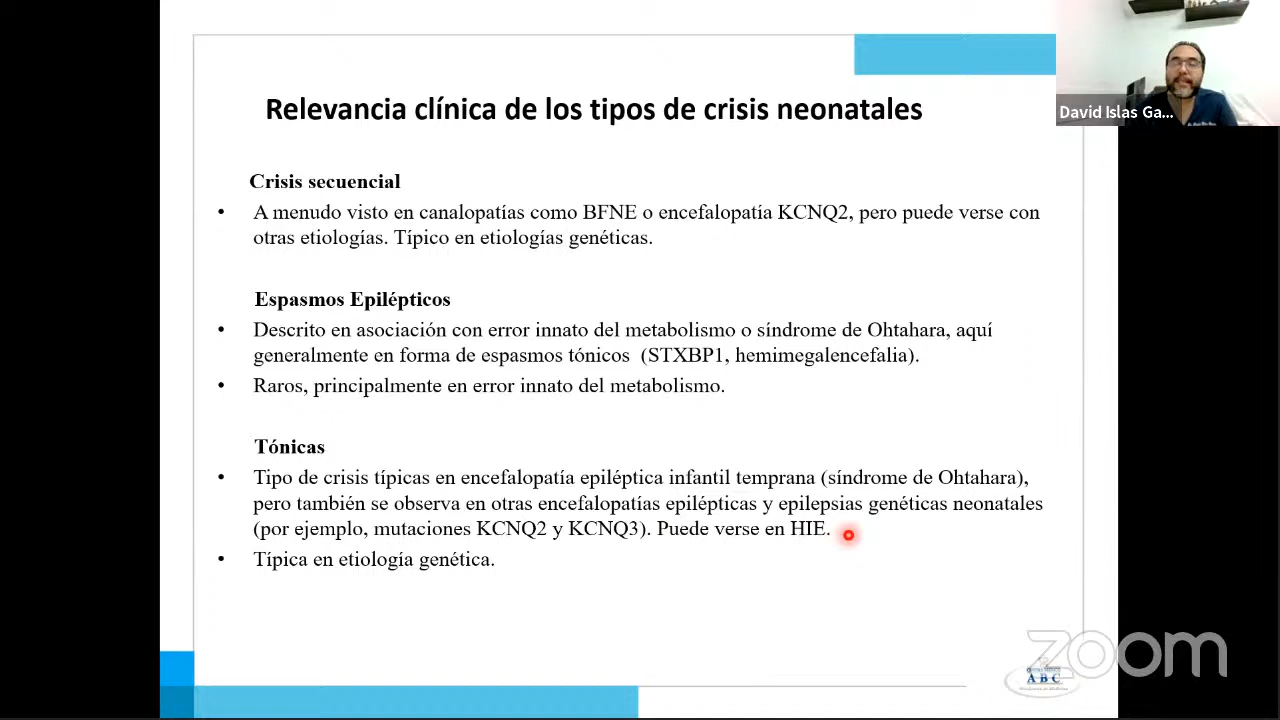 Relevancia clínica de los tipos de crisis neonatales
David Islas Ga...
Crisis secuencial
• A menudo visto en canalopatías como BFNE o encefalopatía KCNQ2, pero puede verse con
otras etiologías. Típico en etiologías genéticas.
Espasmos Epilépticos
• Descrito en asociación con error innato del metabolismo o síndrome de Ohtahara, aquí
generalmente en forma de espasmos tónicos (STXBP1, hemimegalencefalia).
• Raros, principalmente en error innato del metabolismo.
Tónicas
• Tipo de crisis típicas en encefalopatía epiléptica infantil temprana (síndrome de Ohtahara),
pero también se observa en otras encefalopatías epilépticas y epilepsias genéticas neonatales
(por ejemplo, mutaciones KCNQ2 y KCNQ3). Puede verse en HIE.
• Típica en etiología genética.
zoom
ABC